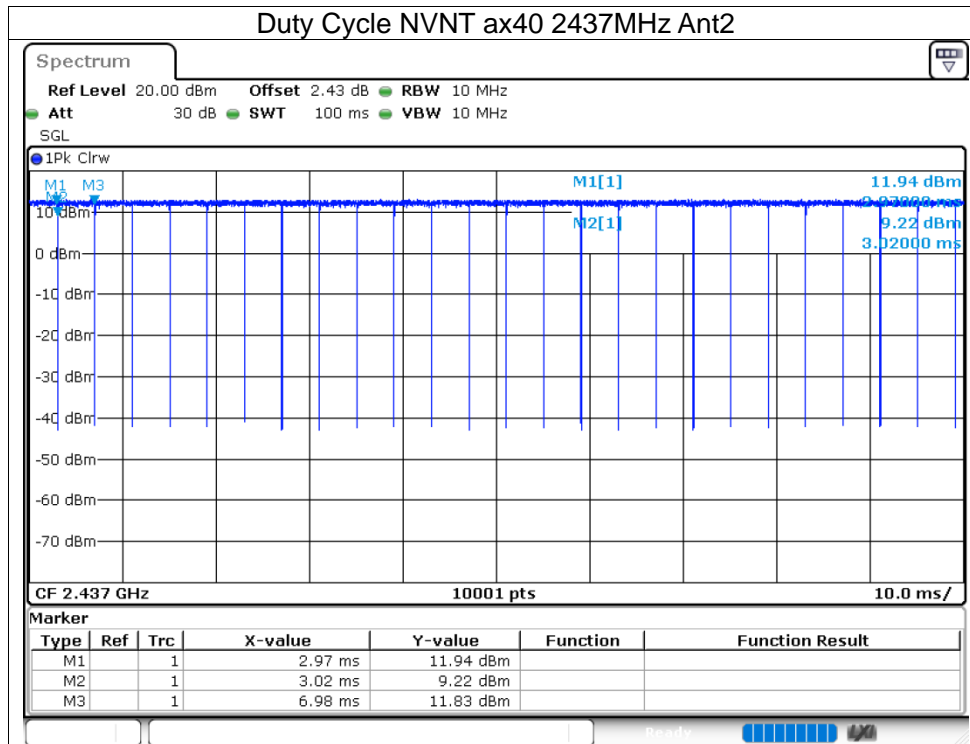 Duty Cycle NVNT ax40 2437MHz Ant2
Spectrum
Ref Level 20.00 dBm Offset 2.43 dB RBW 10 MHz
Att 30 dB SWT 100 ms VBW 10 MHz
SGL
1Pk Clrw
M1 M3 M1[1] 11.94 dBm
M2
10 dBm M2[1] 9.22 dBm
0 dBm 3.02000 ms
-10 dBm
-20 dBm
-30 dBm
-40 dBm
-50 dBm
-60 dBm
-70 dBm
CF 2.437 GHz 10001 pts 10.0 ms/
Marker
Type Ref Trc X-value Y-value Function Function Result
M1 1 2.97 ms 11.94 dBm
M2 1 3.02 ms 9.22 dBm
M3 1 6.98 ms 11.83 dBm
Ready LXI